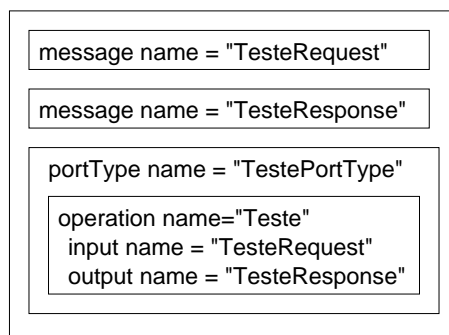 message name = "TesteRequest"
message name = "TesteResponse"
portType name = "TestePortType"
operation name="Teste"
input name = "TesteRequest"
output name = "TesteResponse"